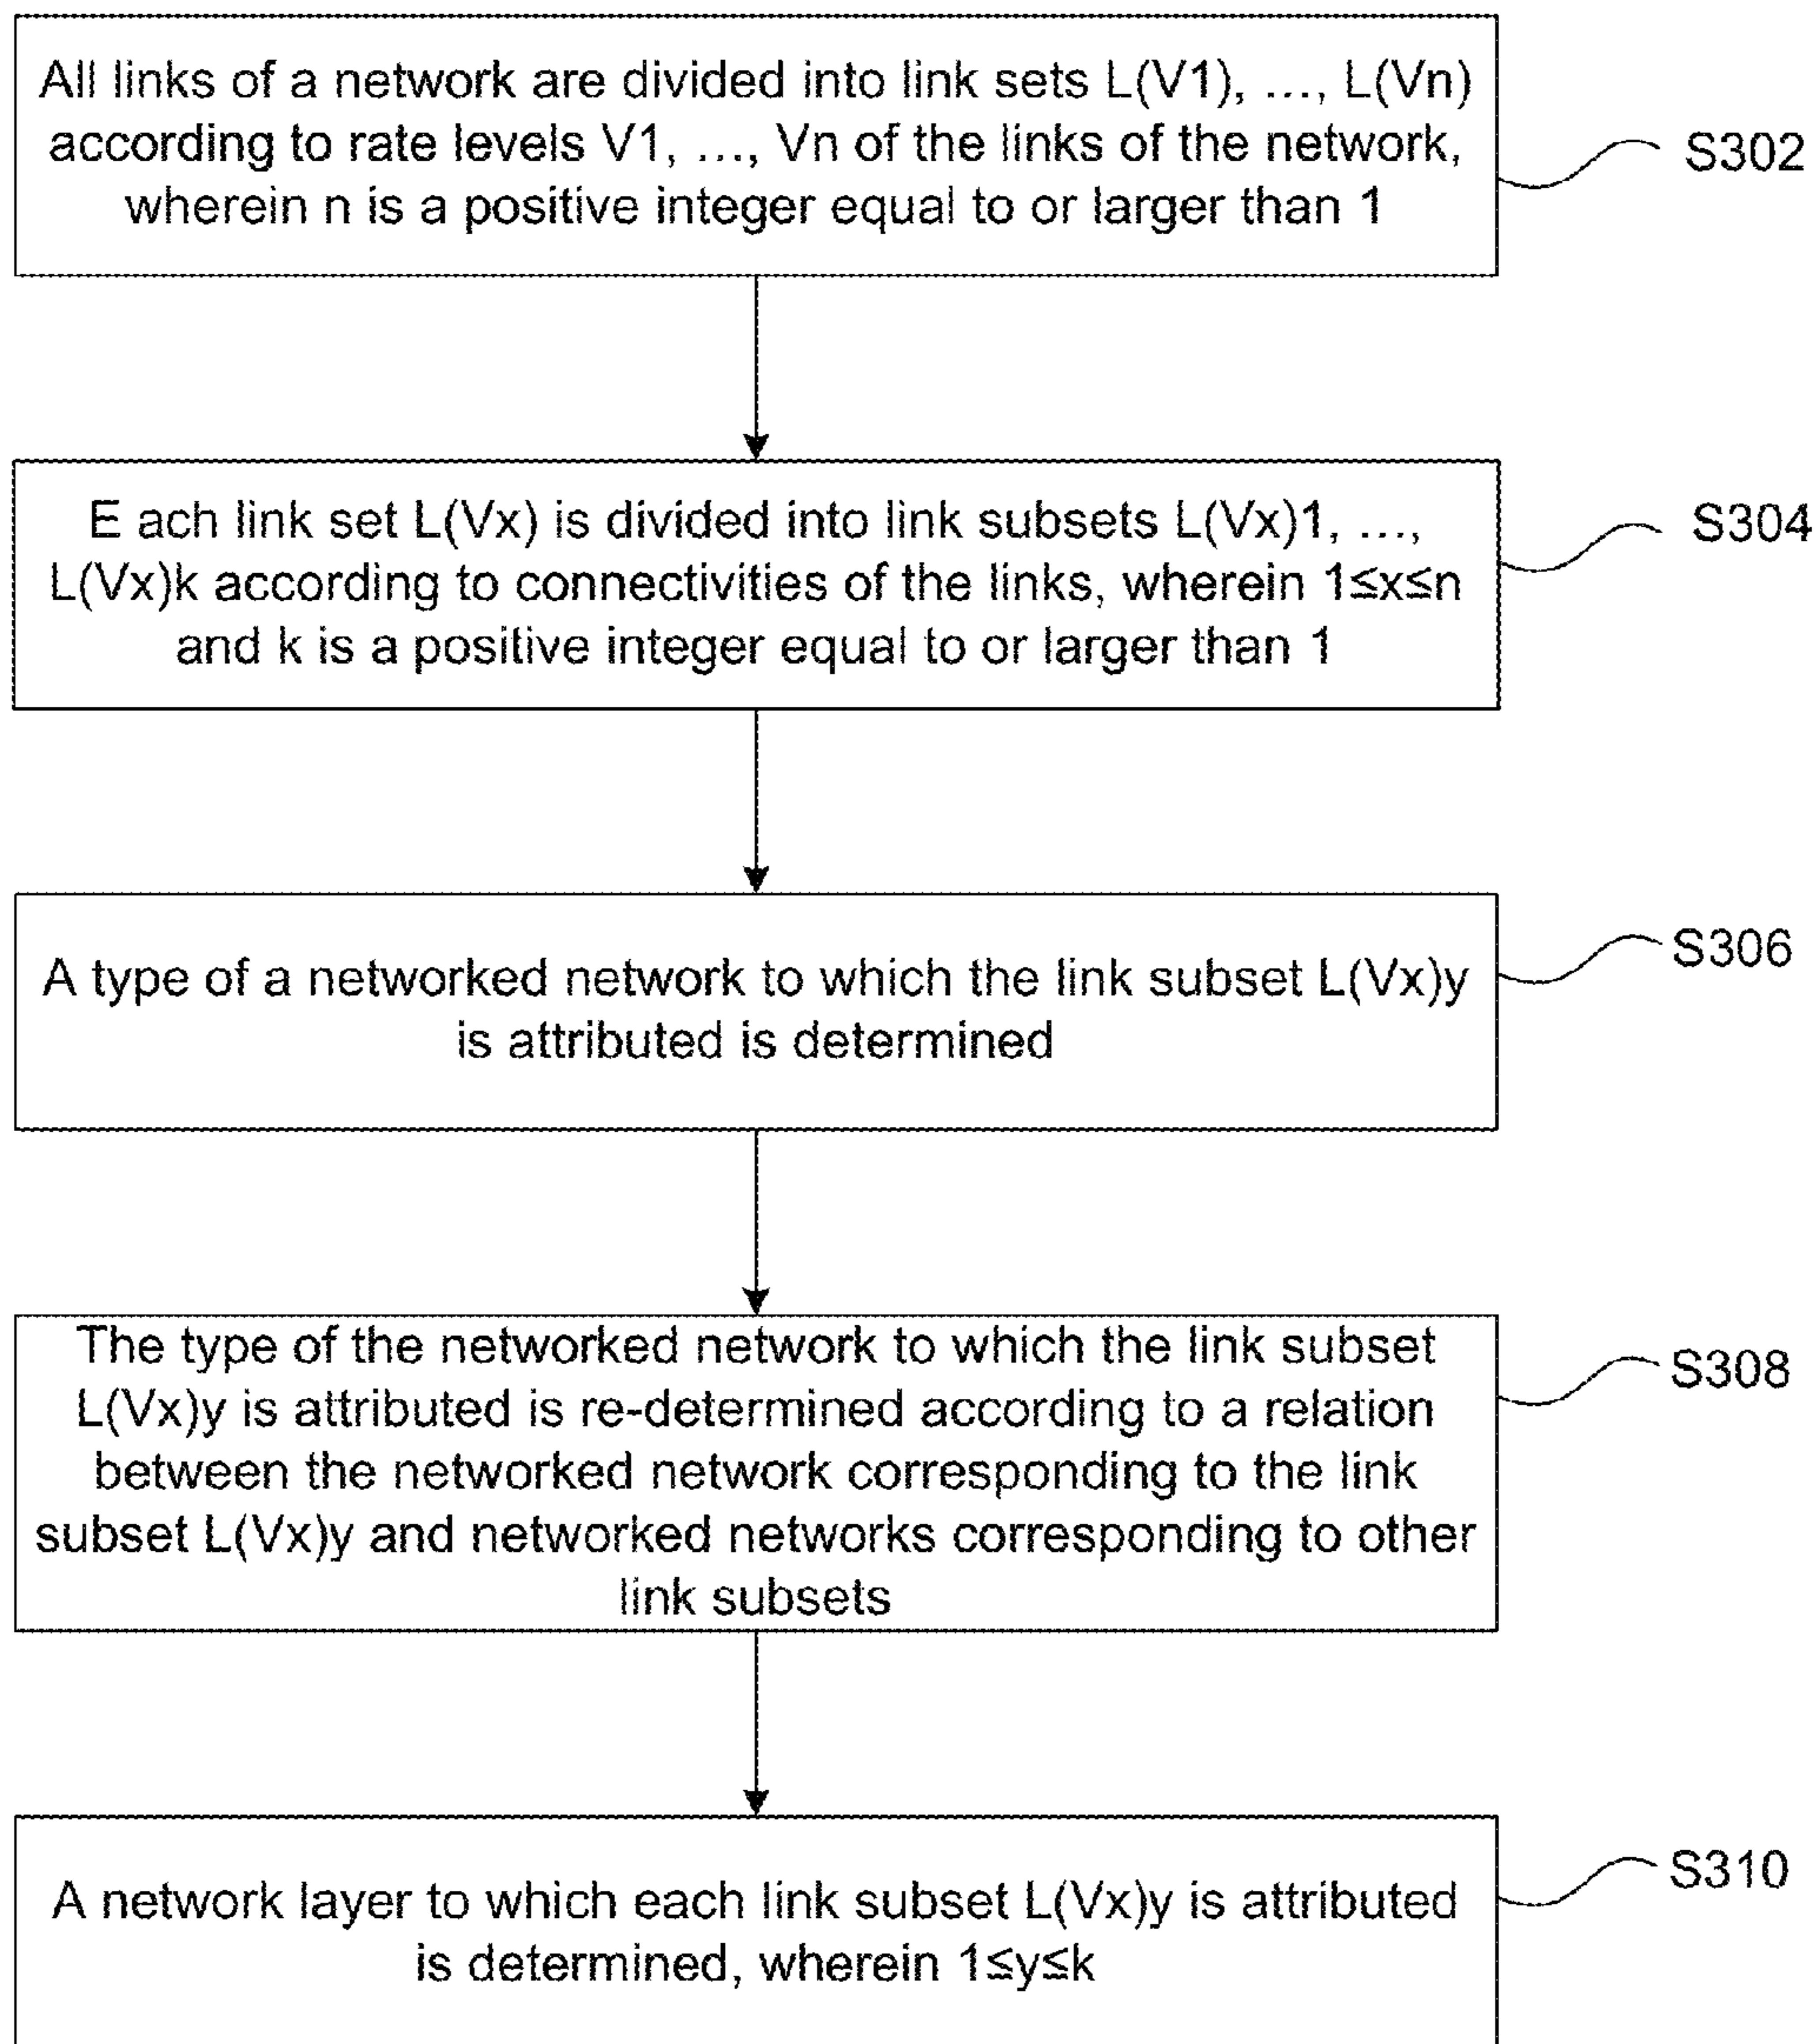 All links of a network are divided into link sets L(V1), ..., L(Vn)
according to rate levels V1, ..., Vn of the links of the network,
wherein n is a positive integer equal to or larger than 1
S302
E ach link set L(Vx) is divided into link subsets L(Vx)1, ...,
L(Vx)k according to connectivities of the links, wherein 1≦x≦n
and k is a positive integer equal to or larger than 1
S304
A type of a networked network to which the link subset L(Vx)y
is attributed is determined
S306
The type of the networked network to which the link subset
L(Vx)y is attributed is re-determined according to a relation
between the networked network corresponding to the link
subset L(Vx)y and networked networks corresponding to other
link subsets
S308
A network layer to which each link subset L(Vx)y is attributed
is determined, wherein 1≦y≦k
S310